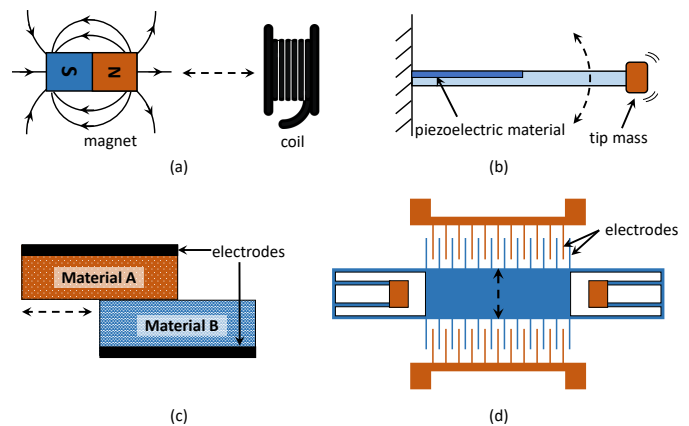 S N
magnet
coil
(a)
piezoelectric material
tip mass
(b)
electrodes
Material A
Material B
(c)
electrodes
(d)